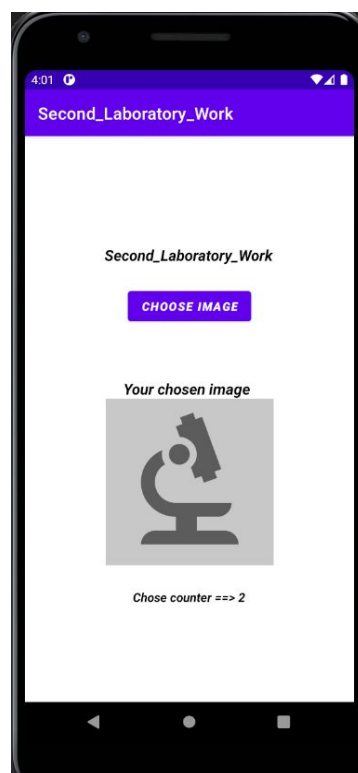 4:01
Second_Laboratory_Work
Second_Laboratory_Work
CHOOSE IMAGE
Your chosen image
Chose counter ==> 2